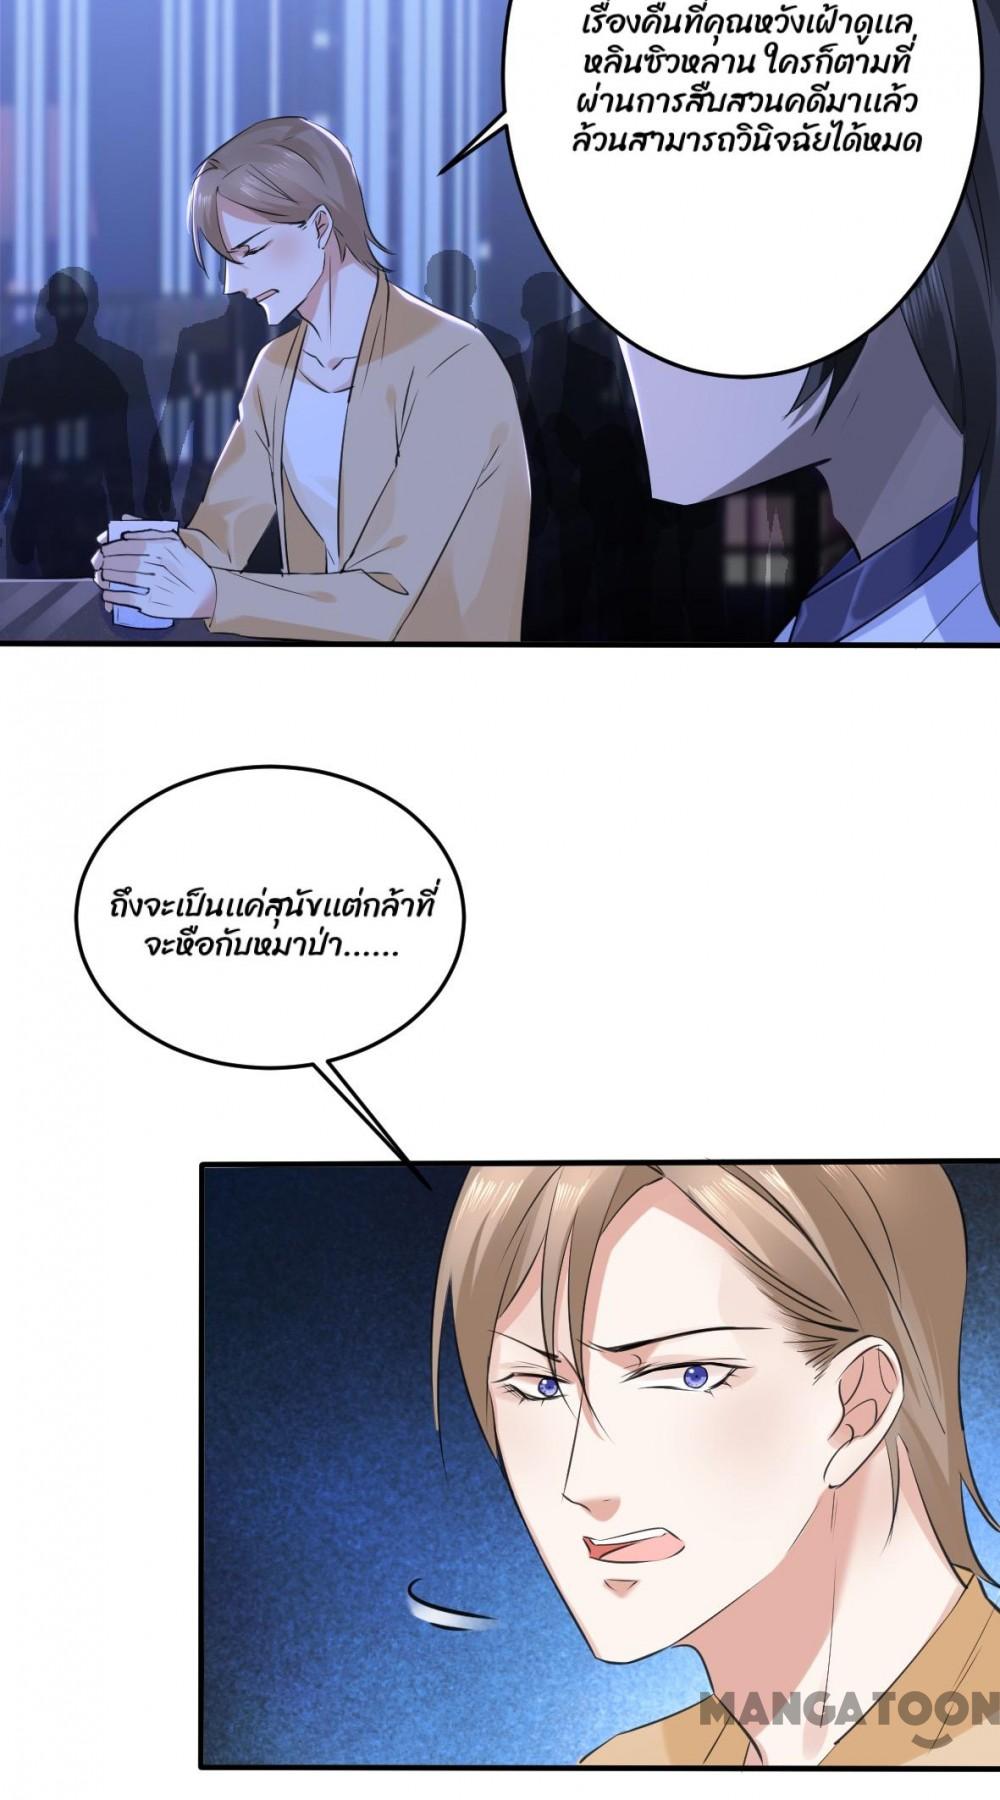 เรื่องคืนที่คุณหวังเฝ้าดูแล
หลินซิวหลาน ใครก็ตามที่
ผ่านการสืบสวนคดีมาแล้ว
ล้วนสามารถวินิจฉัยได้หมด
ถึงจะเป็นแค่สุนัขแต่กล้าที่
จะหือกับหมาป่า......
MANGATOON